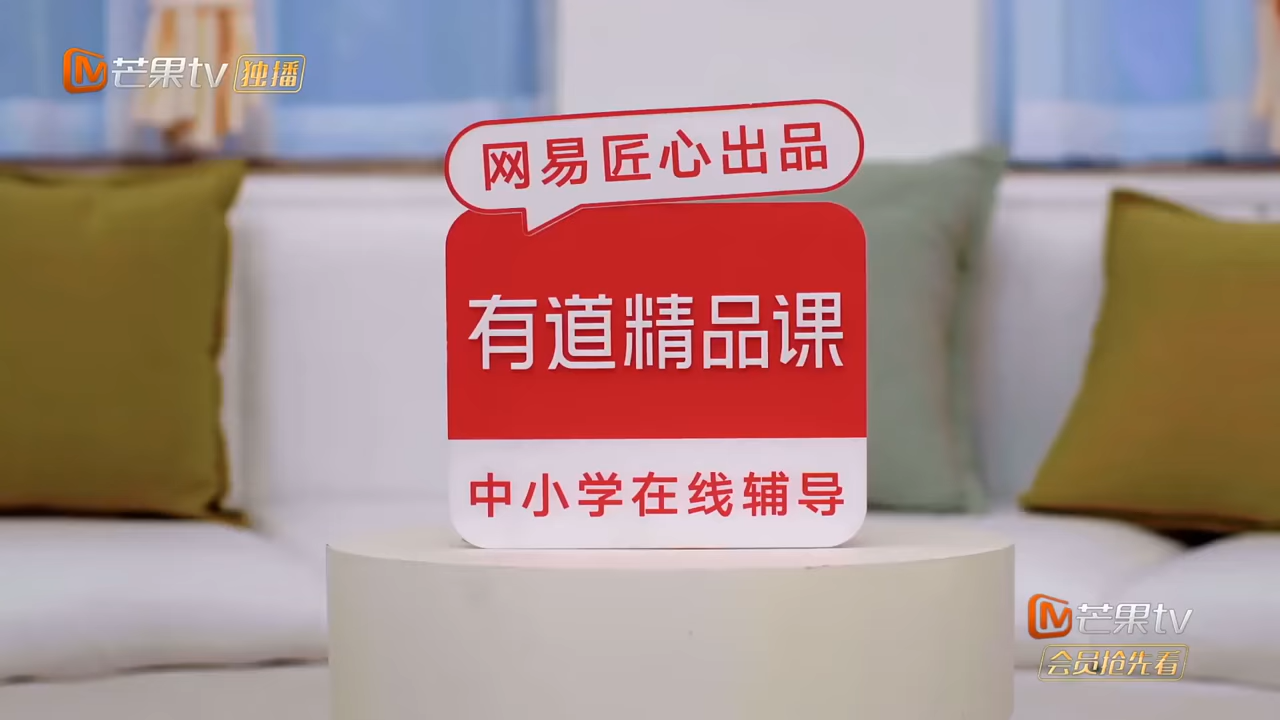 芒果tv 独播
网易匠心出品
有道精品课
中小学在线辅导
芒果tv
会员抢先看